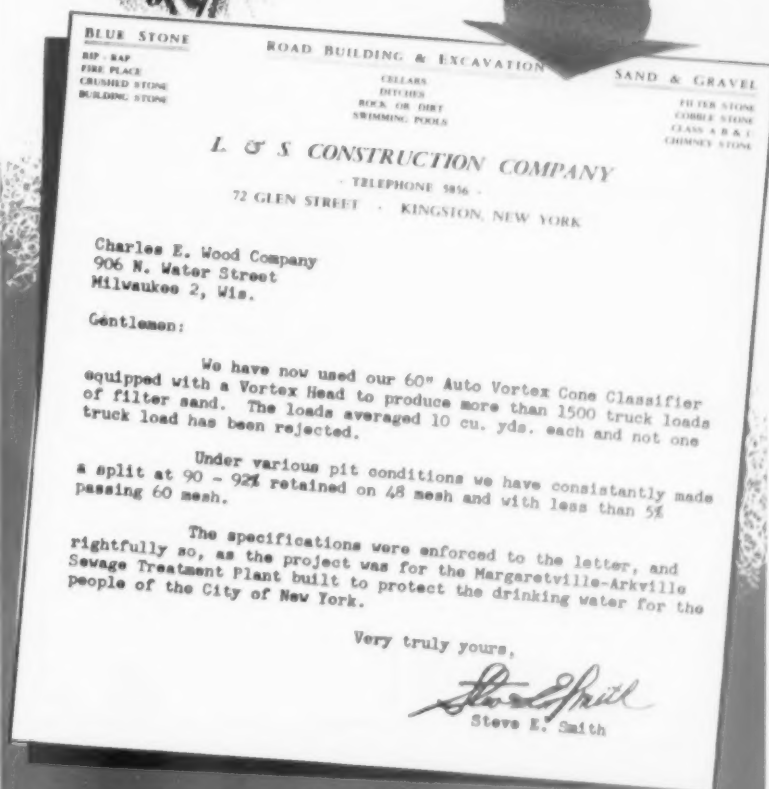 BLUE STONE
RIP - RAP
FIRE PLACE
CRUSHED STONE
BUILDING STONE
ROAD BUILDING & EXCAVATION
CELLARS
DITCHES
ROCK OR DIRT
SWIMMING POOLS
SAND & GRAVEL
FILTER STONE
COBBLE STONE
CLASS A B & C
CHIMNEY STONE
L & S CONSTRUCTION COMPANY
- TELEPHONE 5856 -
72 GLEN STREET - KINGSTON, NEW YORK
Charles E. Wood Company
906 N. Water Street
Milwaukee 2, Wis.
Gentlemen:
We have now used our 60" Auto Vortex Cone Classifier
equipped with a Vortex Head to produce more than 1500 truck loads
of filter sand. The loads averaged 10 cu. yds. each and not one
truck load has been rejected.
Under various pit conditions we have consistantly made
a split at 90 - 92% retained on 48 mesh and with less than 5%
passing 60 mesh.
The specifications were enforced to the letter, and
rightfully so, as the project was for the Margaretville-Arkville
Sewage Treatment Plant built to protect the drinking water for the
people of the City of New York.
Very truly yours,
Steve E. Smith
Steve E. Smith